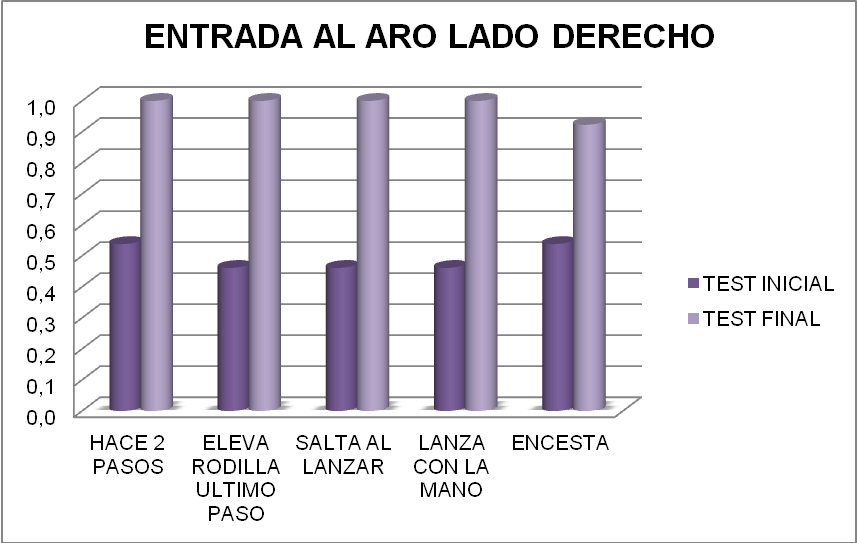 ENTRADA AL ARO LADO DERECHO
1,0
0,9
0,8
0,7
0,6
0,5
0,4
0,3
0,2
0,1
0,0
HACE 2
PASOS
ELEVA
RODILLA
ULTIMO
PASO
SALTA AL
LANZAR
LANZA
CON LA
MANO
ENCESTA
TEST INICIAL
TEST FINAL